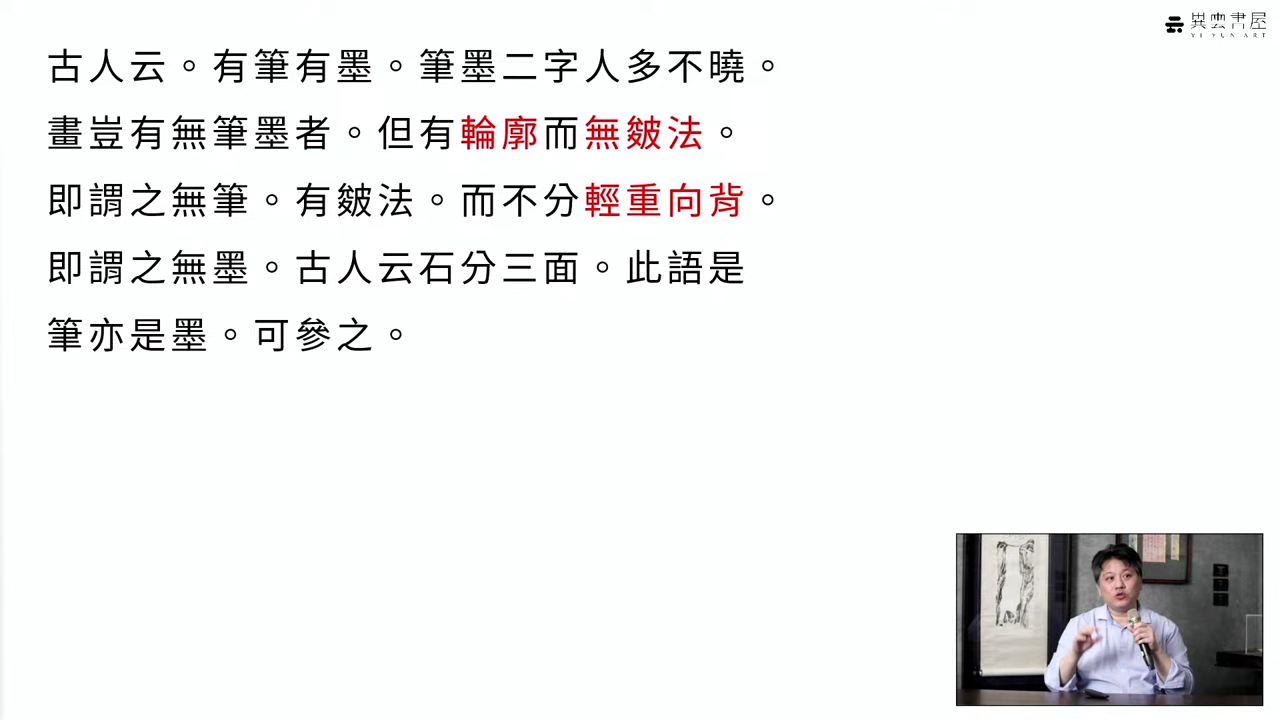 異雲書屋
YI YUN ART
古人云。有筆有墨。筆墨二字人多不曉。
畫豈有無筆墨者。但有輪廓而無皴法。
即謂之無筆。有皴法。而不分輕重向背。
即謂之無墨。古人云石分三面。此語是
筆亦是墨。可參之。